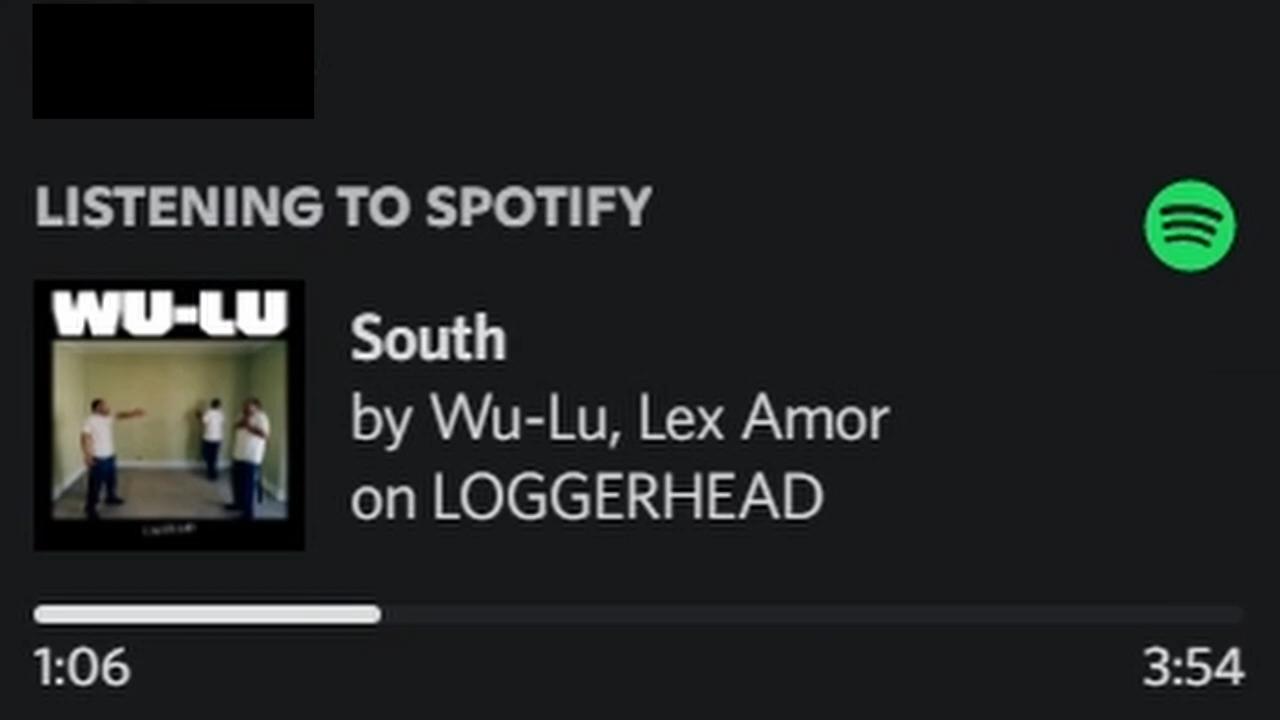 LISTENING TO SPOTIFY
WU-LU
South
by Wu-Lu, Lex Amor
on LOGGERHEAD
1:06
3:54